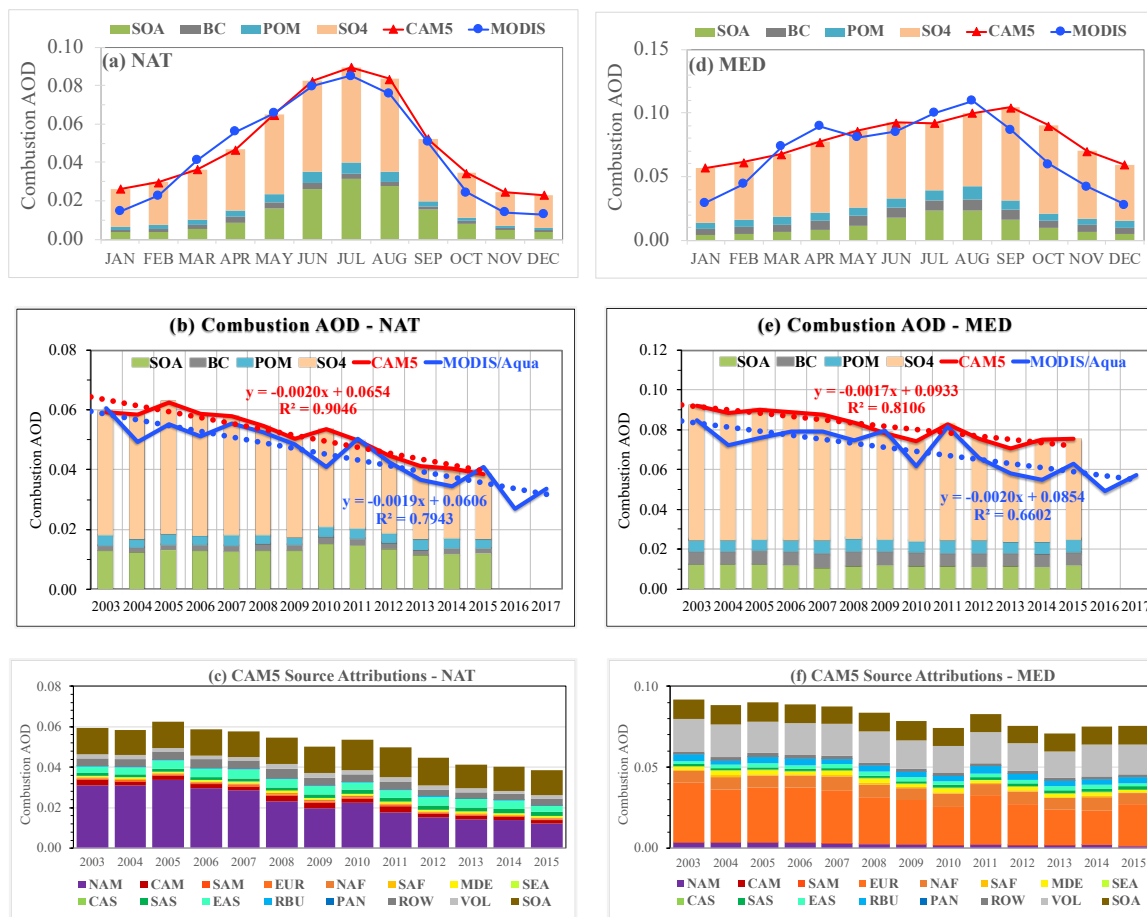 SOA BC POM SO4 CAM5 MODIS
(a) NAT
Combustion AOD
0.10
0.08
0.06
0.04
0.02
0.00
JAN FEB MAR APR MAY JUN JUL AUG SEP OCT NOV DEC
SOA BC POM SO4 CAM5 MODIS
(d) MED
Combustion AOD
0.15
0.10
0.05
0.00
JAN FEB MAR APR MAY JUN JUL AUG SEP OCT NOV DEC
(b) Combustion AOD - NAT
SOA BC POM SO4 CAM5 MODIS/Aqua
y = -0.0020x + 0.0654
R² = 0.9046
y = -0.0019x + 0.0606
R² = 0.7943
Combustion AOD
0.08
0.06
0.04
0.02
0.00
2003 2004 2005 2006 2007 2008 2009 2010 2011 2012 2013 2014 2015 2016 2017
(e) Combustion AOD - MED
SOA BC POM SO4 CAM5 MODIS/Aqua
y = -0.0017x + 0.0933
R² = 0.8106
y = -0.0020x + 0.0854
R² = 0.6602
Combustion AOD
0.12
0.10
0.08
0.06
0.04
0.02
0.00
2003 2004 2005 2006 2007 2008 2009 2010 2011 2012 2013 2014 2015 2016 2017
(c) CAM5 Source Attributions - NAT
Combustion AOD
0.08
0.06
0.04
0.02
0.00
2003 2004 2005 2006 2007 2008 2009 2010 2011 2012 2013 2014 2015
NAM CAM SAM EUR NAF SAF MDE SEA
CAS SAS EAS RBU PAN ROW VOL SOA
(f) CAM5 Source Attributions - MED
Combustion AOD
0.10
0.05
0.00
2003 2004 2005 2006 2007 2008 2009 2010 2011 2012 2013 2014 2015
NAM CAM SAM EUR NAF SAF MDE SEA
CAS SAS EAS RBU PAN ROW VOL SOA